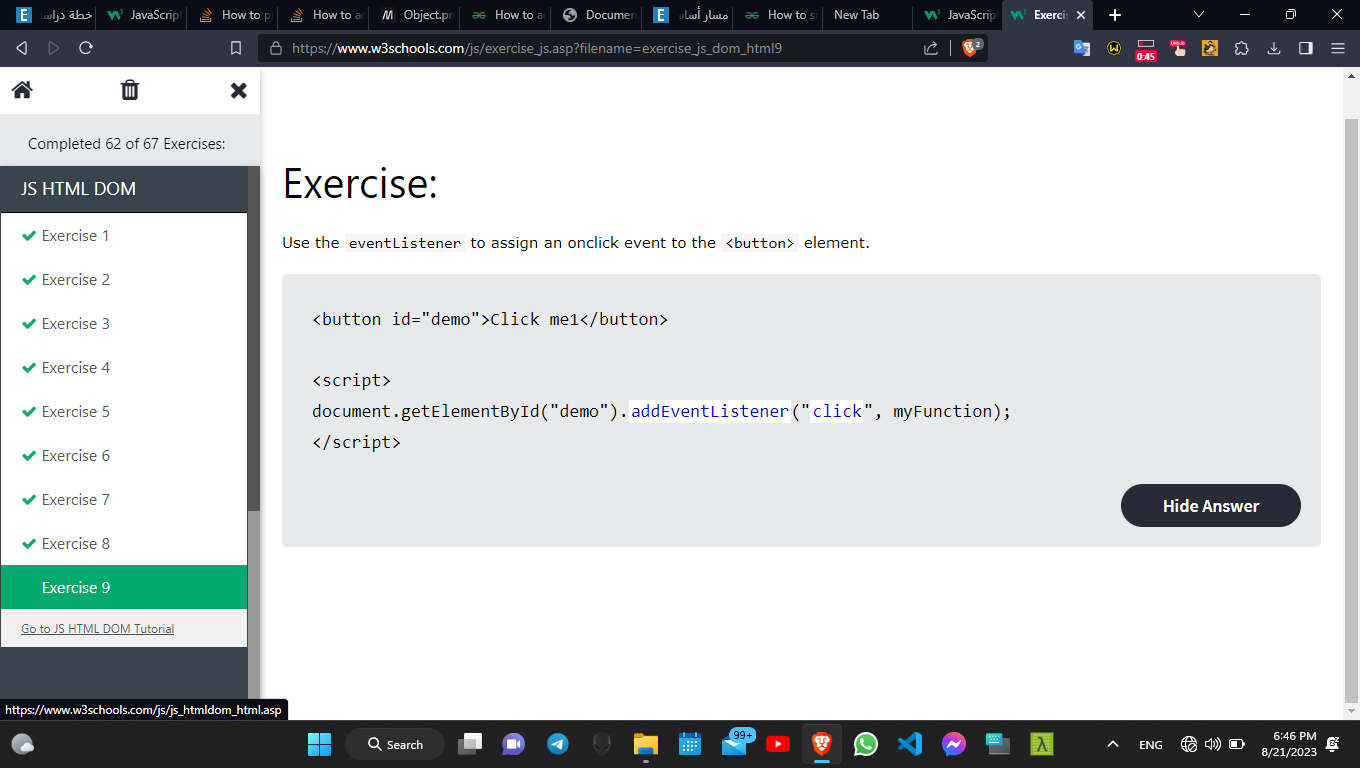 خطة دراسـ
JavaScript
How to p
How to a
Object.pr
How to ac
Documen
مسار أساسـ
How to s
New Tab
JavaScrip
Exercis
https://www.w3schools.com/js/exercise_js.asp?filename=exercise_js_dom_html9
2
0:45
Completed 62 of 67 Exercises:
JS HTML DOM
Exercise 1
Exercise 2
Exercise 3
Exercise 4
Exercise 5
Exercise 6
Exercise 7
Exercise 8
Exercise 9
Go to JS HTML DOM Tutorial
https://www.w3schools.com/js/js_htmldom_html.asp
Exercise:
Use the eventListener to assign an onclick event to the <button> element.
<button id="demo">Click me1</button>
<script>
document.getElementById("demo").addEventListener("click", myFunction);
</script>
Hide Answer
Search
99+
ENG
6:46 PM
8/21/2023